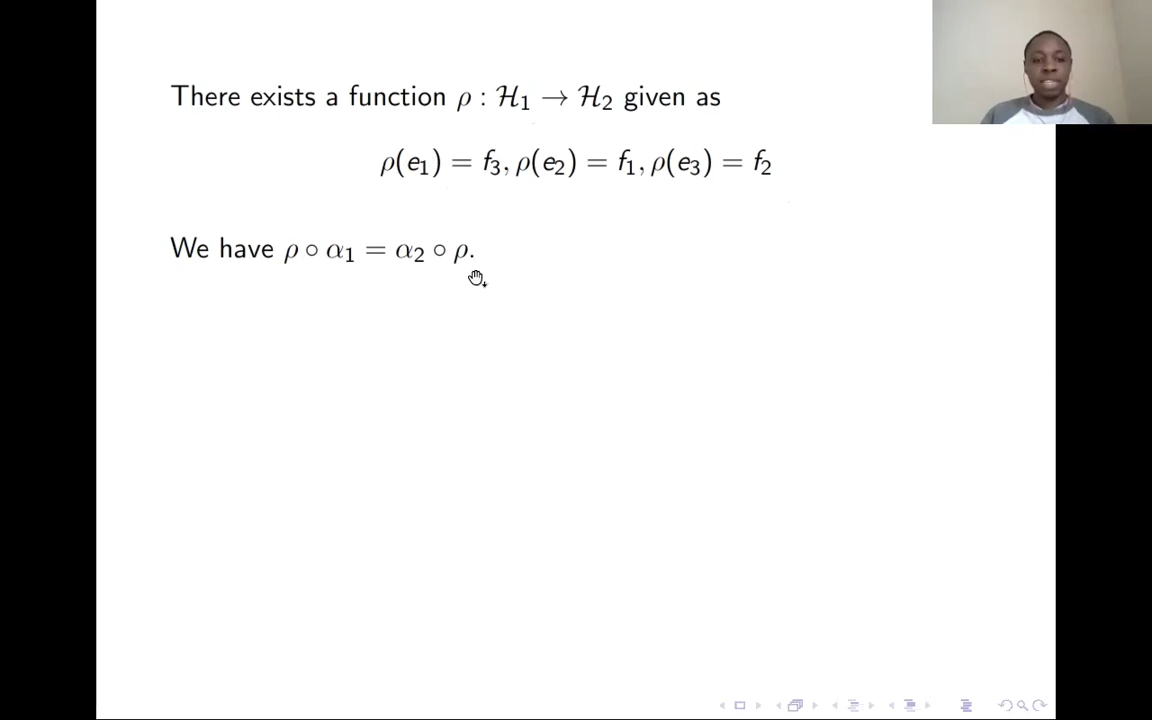 There exists a function ρ : ℋ₁ → ℋ₂ given as
ρ(e₁) = f₃, ρ(e₂) = f₁, ρ(e₃) = f₂
We have ρ ∘ α₁ = α₂ ∘ ρ.